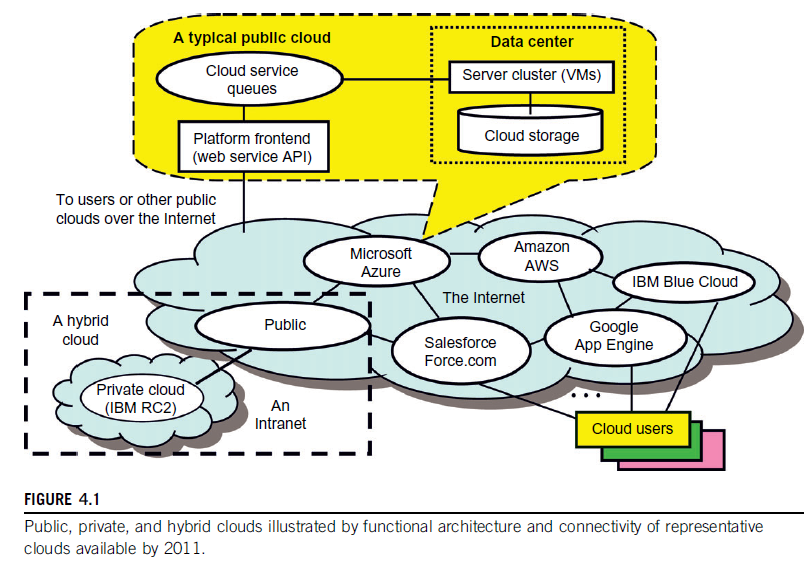 A typical public cloud
Data center
Cloud service
queues
Server cluster (VMs)
Platform frontend
(web service API)
Cloud storage
To users or other public
clouds over the Internet
Microsoft
Azure
Amazon
AWS
IBM Blue Cloud
The Internet
A hybrid
cloud
Public
Salesforce
Force.com
Google
App Engine
Private cloud
(IBM RC2)
An
Intranet
...
Cloud users
FIGURE 4.1
Public, private, and hybrid clouds illustrated by functional architecture and connectivity of representative
clouds available by 2011.